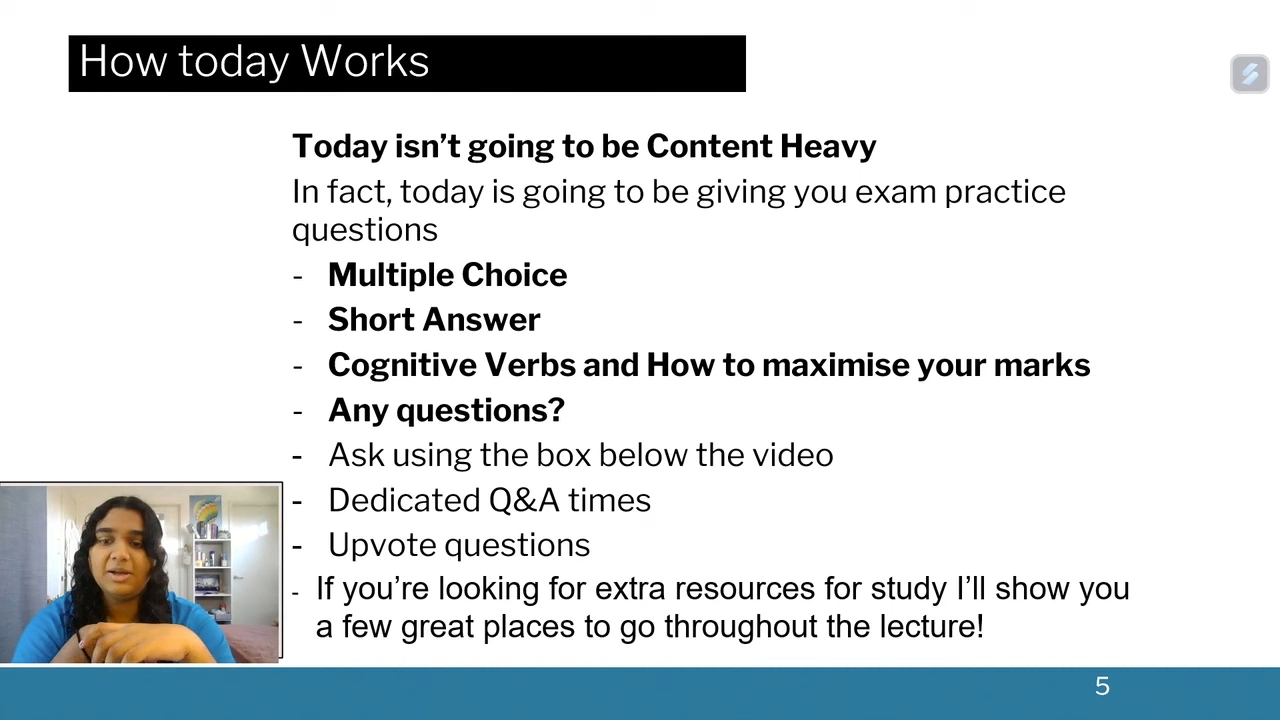 How today Works
Today isn’t going to be Content Heavy
In fact, today is going to be giving you exam practice
questions
- Multiple Choice
- Short Answer
- Cognitive Verbs and How to maximise your marks
- Any questions?
- Ask using the box below the video
- Dedicated Q&A times
- Upvote questions
- If you’re looking for extra resources for study I’ll show you
a few great places to go throughout the lecture!
5